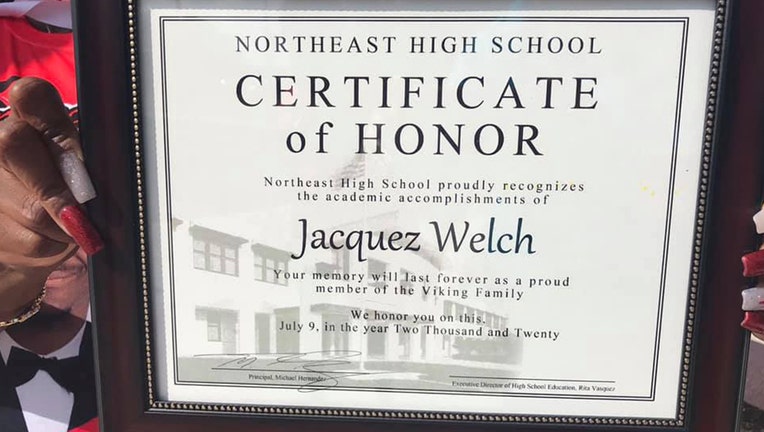 NORTHEAST HIGH SCHOOL
CERTIFICATE
of HONOR
Northeast High School proudly recognizes
the academic accomplishments of
Jacquez Welch
Your memory will last forever as a proud
member of the Viking Family
We honor you on this.
July 9, in the year Two Thousand and Twenty
Principal, Michael Hernandez
Executive Director of High School Education, Rita Vasquez